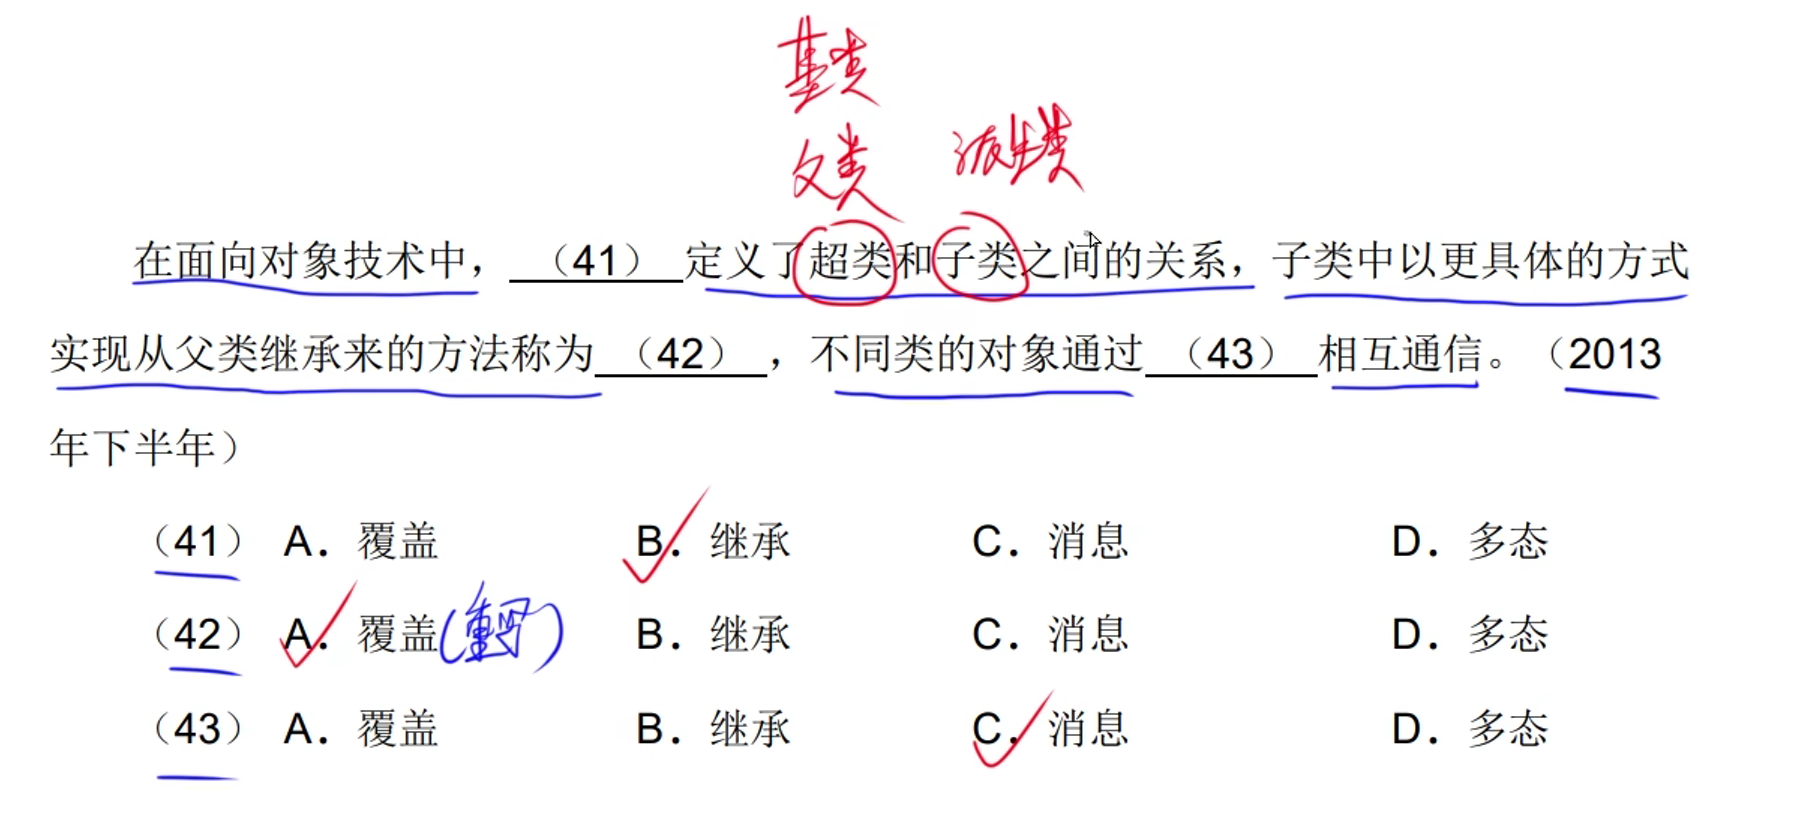 基类
父类 派生类
在面向对象技术中，（41）定义了超类和子类之间的关系，子类中以更具体的方式
实现从父类继承来的方法称为（42），不同类的对象通过（43）相互通信。（2013
年下半年）
（41） A．覆盖 B．继承 C．消息 D．多态
（42） A．覆盖(重写) B．继承 C．消息 D．多态
（43） A．覆盖 B．继承 C．消息 D．多态